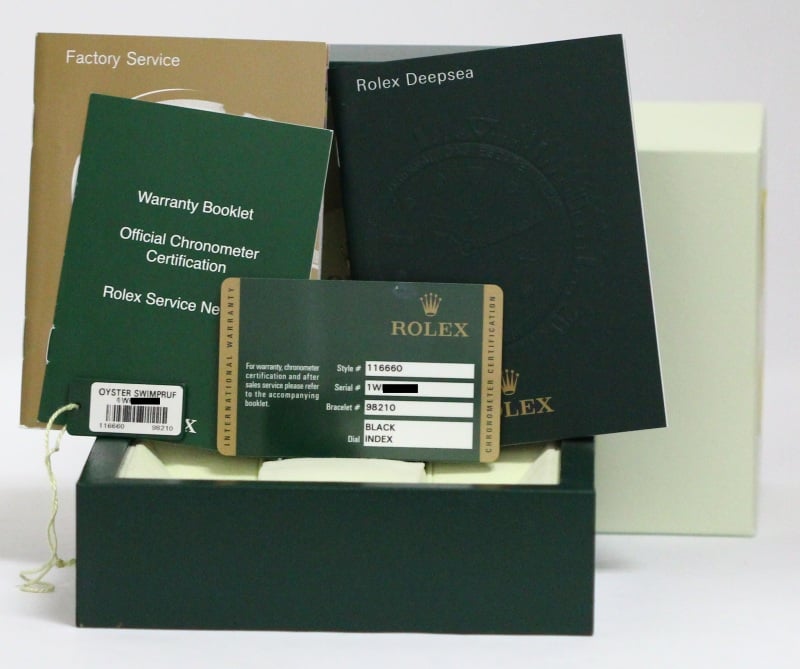 Factory Service
Rolex Deepsea
Warranty Booklet
Official Chronometer
Certification
Rolex Service
INTERNATIONAL WARRANTY
ROLEX
For warranty, chronometer
certification and after
sales service please refer
to the accompanying
booklet.
Style # 116660
Serial # 1W
Bracelet # 98210
Dial BLACK
INDEX
CHRONOMETER CERTIFICATION
OYSTER SWIMPRUF
1W
116660 98210
X
LEX